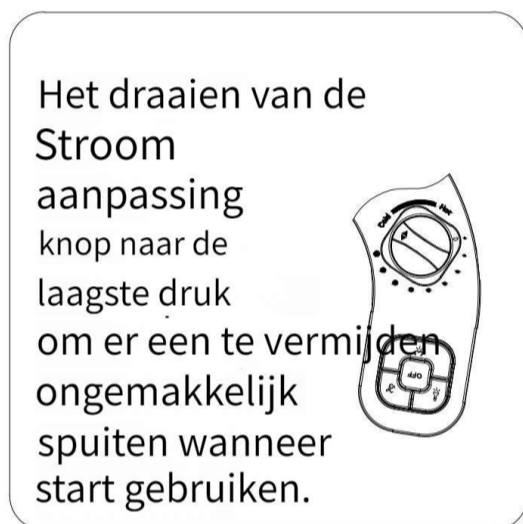 Het draaien van de
Stroom
aanpassing
knop naar de
laagste druk
om er een te vermijden
ongemakkelijk
spuiten wanneer
start gebruiken.
Cold
Hot
OFF